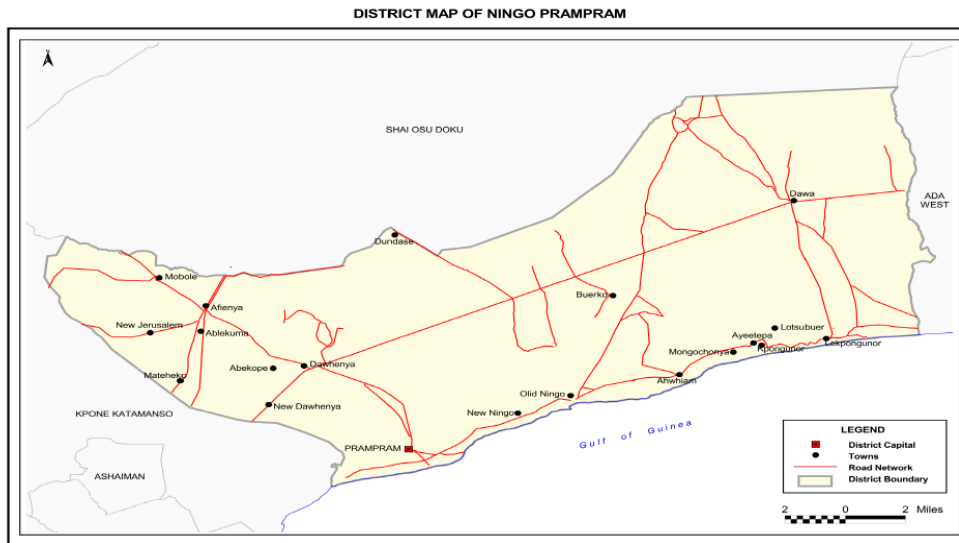 DISTRICT MAP OF NINGO PRAMPRAM
N
SHAI OSU DOKU
ADA
WEST
Dawa
Dundase
Mobole
Buerko
Afienya
New Jerusalem
Ablekuma
Lotsubuer
Ayeetepa
Kpongunor
Lekpongunor
Mongochonya
Abekope
Dawhenya
Mateheko
Ahwhiam
Olid Ningo
New Dawhenya
New Ningo
KPONE KATAMANSO
Gulf of Guinea
PRAMPRAM
ASHAIMAN
LEGEND
District Capital
Towns
Road Network
District Boundary
2 0 2 Miles